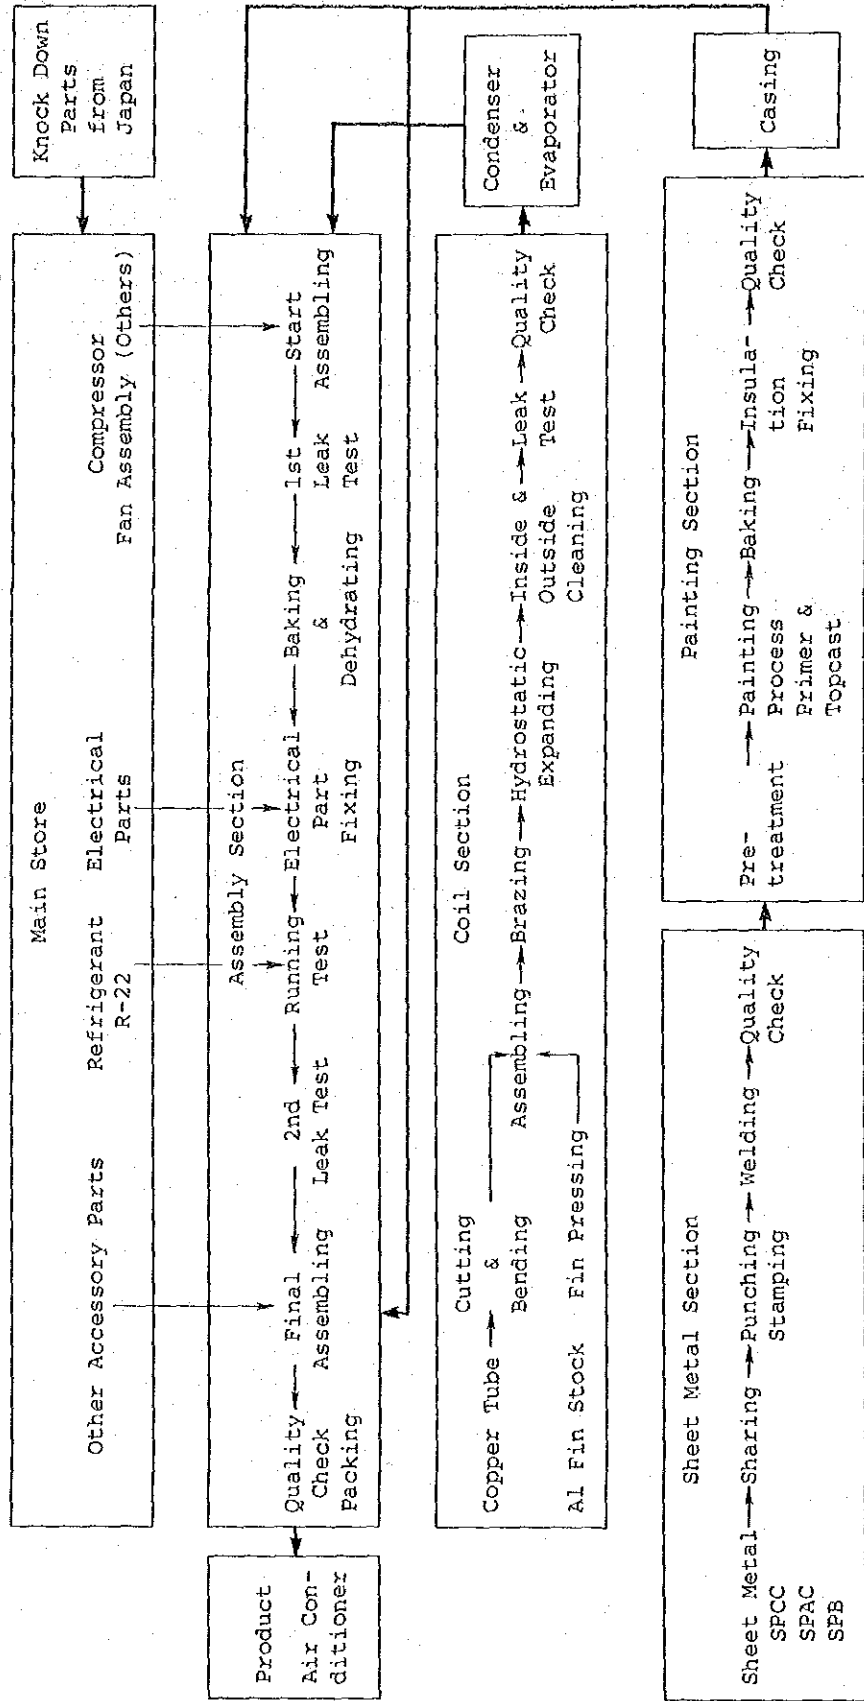 Knock Down
Parts
from
Japan
Main Store
Other Accessory Parts
Refrigerant
R-22
Electrical
Parts
Compressor
Fan Assembly (Others)
Assembly Section
Start
Assembling
1st
Leak
Test
Baking
&
Dehydrating
Electrical
Part
Fixing
Running
Test
2nd
Leak Test
Final
Assembling
Quality
Check
Packing
Product
Air Con-
ditioner
Coil Section
Copper Tube
Cutting
&
Bending
Al Fin Stock
Fin Pressing
Assembling
Brazing
Hydrostatic
Expanding
Inside &
Outside
Cleaning
Leak
Test
Quality
Check
Condenser
&
Evaporator
Sheet Metal Section
Sheet Metal
SPCC
SPAC
SPB
Sharing
Punching
Stamping
Welding
Quality
Check
Painting Section
Pre-
treatment
Painting
Process
Primer &
Topcast
Baking
Insula-
tion
Fixing
Quality
Check
Casing